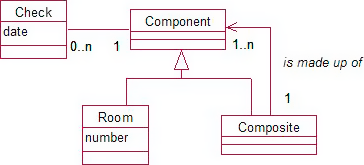 Check
date
0..n
1
Component
1..n
is made up of
1
Room
number
Composite